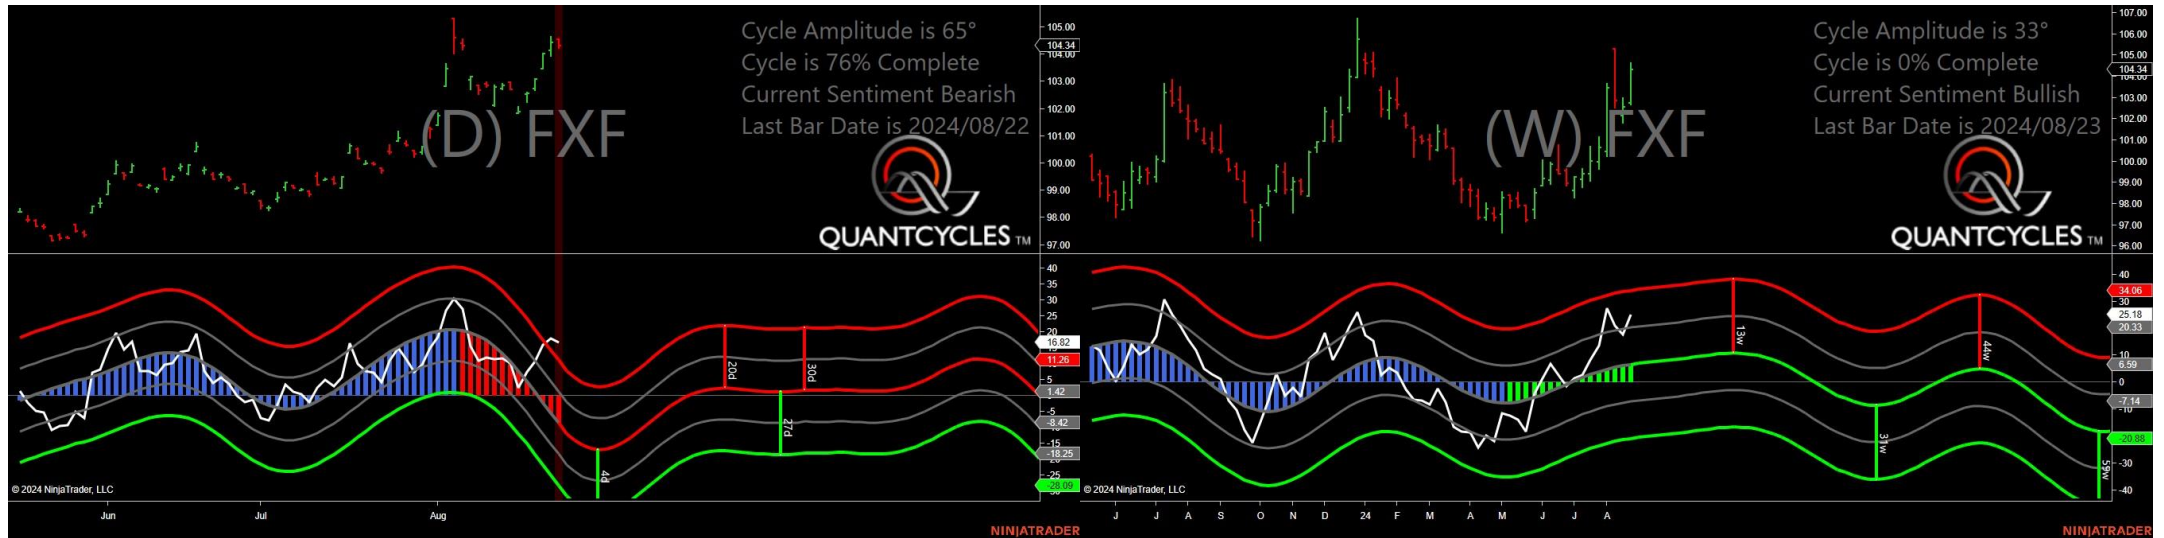 Cycle Amplitude is 65°
Cycle is 76% Complete
Current Sentiment Bearish
Last Bar Date is 2024/08/22
(D) FXF
QUANTCYCLES TM
105.00
104.34
104.00
103.00
102.00
101.00
100.00
99.00
98.00
97.00
40
35
30
25
20
16.82
11.26
5
1.42
-5
-8.42
-15
-18.25
-25
-28.09
20d
30d
27d
4d
© 2024 NinjaTrader, LLC
Jun
Jul
Aug
NINJATRADER
Cycle Amplitude is 33°
Cycle is 0% Complete
Current Sentiment Bullish
Last Bar Date is 2024/08/23
(W) FXF
QUANTCYCLES TM
107.00
106.00
105.00
104.34
104.00
103.00
102.00
101.00
100.00
99.00
98.00
97.00
96.00
40
34.06
30
25.18
20.33
10
6.59
0
-7.14
-10
-20.88
-30
-40
13w
44w
31w
59w
© 2024 NinjaTrader, LLC
J
J
A
S
O
N
D
24
F
M
A
M
J
J
A
NINJATRADER